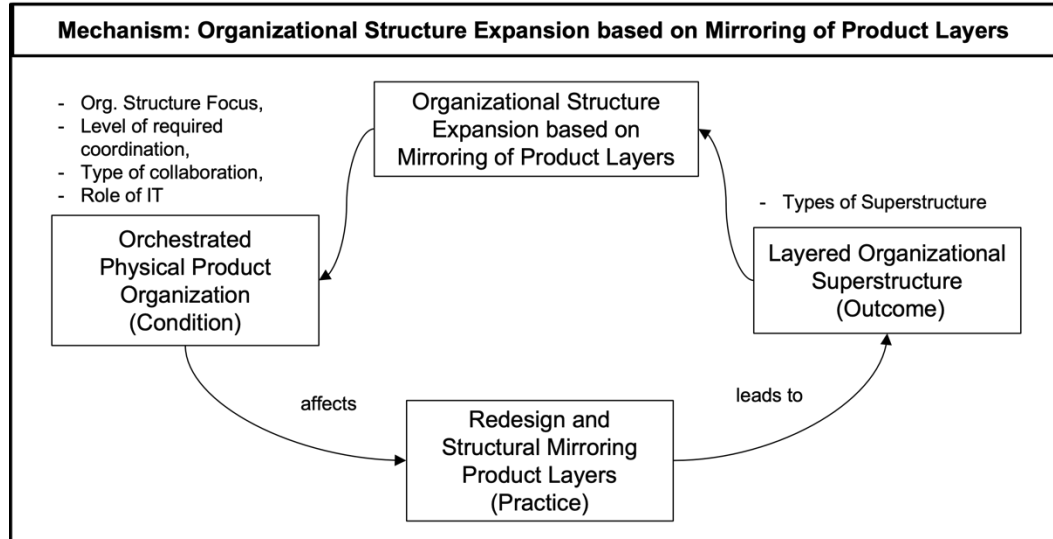 Mechanism: Organizational Structure Expansion based on Mirroring of Product Layers
- Org. Structure Focus,
- Level of required
coordination,
- Type of collaboration,
- Role of IT
Organizational Structure
Expansion based on
Mirroring of Product Layers
- Types of Superstructure
Orchestrated
Physical Product
Organization
(Condition)
Layered Organizational
Superstructure
(Outcome)
affects
leads to
Redesign and
Structural Mirroring
Product Layers
(Practice)